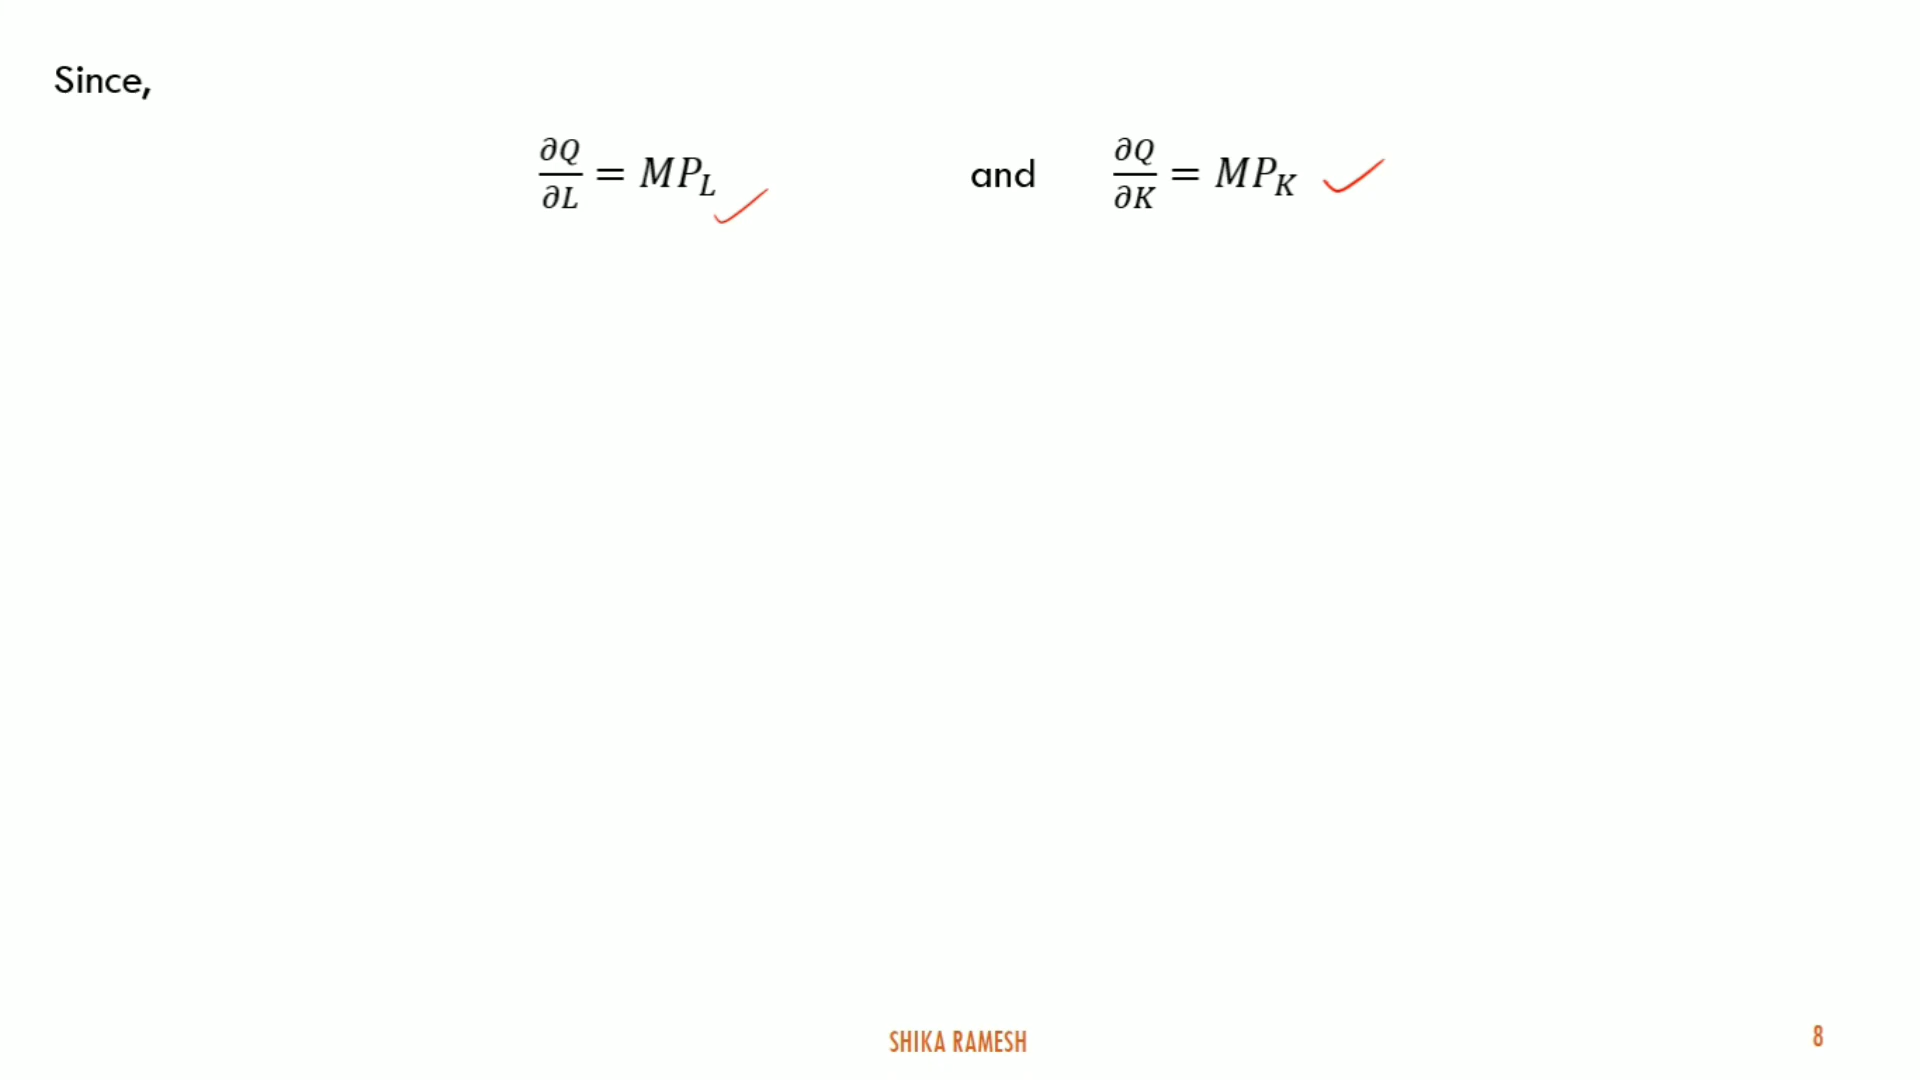 Since,
∂Q/∂L = MP_L and ∂Q/∂K = MP_K
SHIKA RAMESH
8